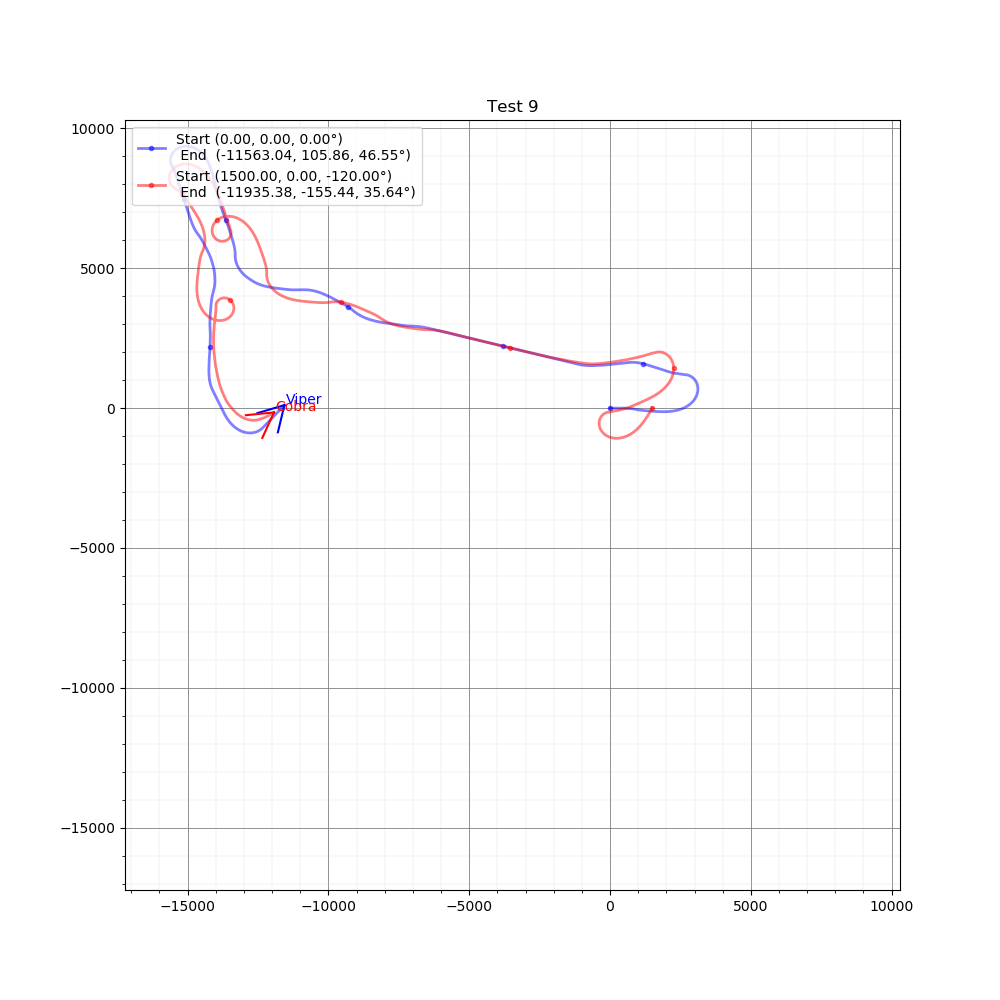 Test 9
Start (0.00, 0.00, 0.00°)
End (-11563.04, 105.86, 46.55°)
Start (1500.00, 0.00, -120.00°)
End (-11935.38, -155.44, 35.64°)
10000
5000
0
−5000
−10000
−15000
Viper
Cobra
−15000 −10000 −5000 0 5000 10000